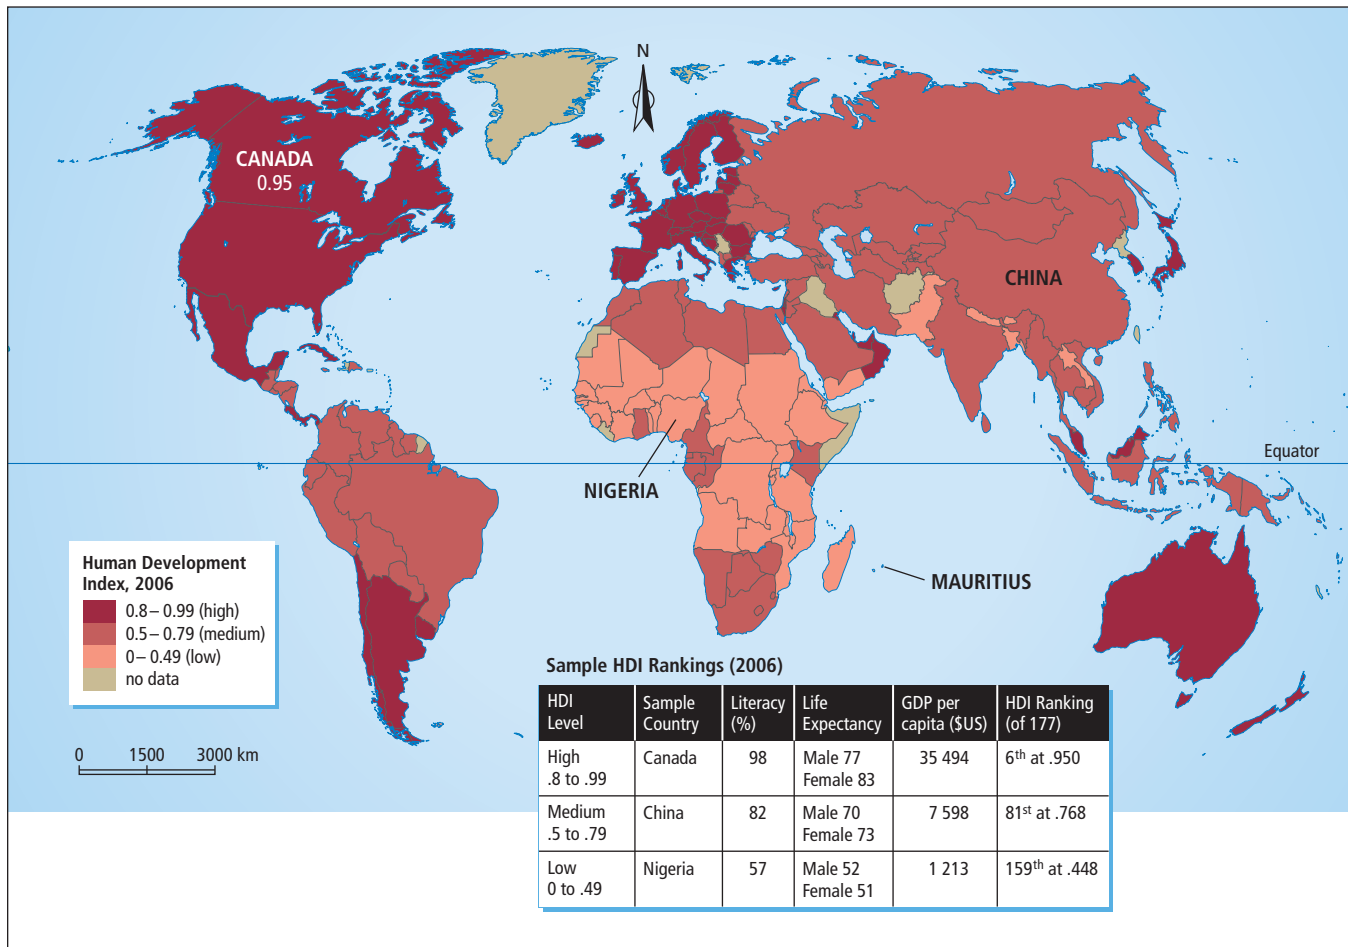 N
CANADA
0.95
CHINA
Equator
NIGERIA
MAURITIUS
Human Development
Index, 2006
0.8 – 0.99 (high)
0.5 – 0.79 (medium)
0 – 0.49 (low)
no data
0 1500 3000 km
Sample HDI Rankings (2006)
HDI Level Sample Country Literacy (%) Life Expectancy GDP per capita ($US) HDI Ranking (of 177)
High .8 to .99 Canada 98 Male 77 Female 83 35 494 6th at .950
Medium .5 to .79 China 82 Male 70 Female 73 7 598 81st at .768
Low 0 to .49 Nigeria 57 Male 52 Female 51 1 213 159th at .448